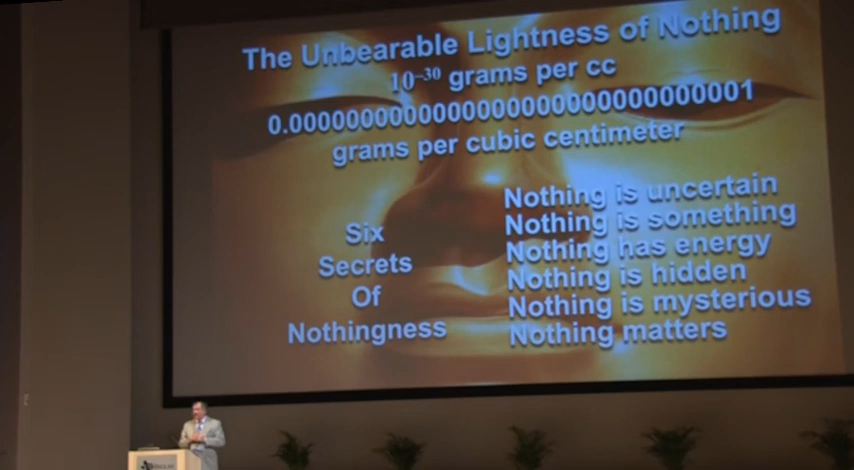 The Unbearable Lightness of Nothing
10⁻³⁰ grams per cc
0.000000000000000000000000000001
grams per cubic centimeter
Six
Secrets
Of
Nothingness
Nothing is uncertain
Nothing is something
Nothing has energy
Nothing is hidden
Nothing is mysterious
Nothing matters